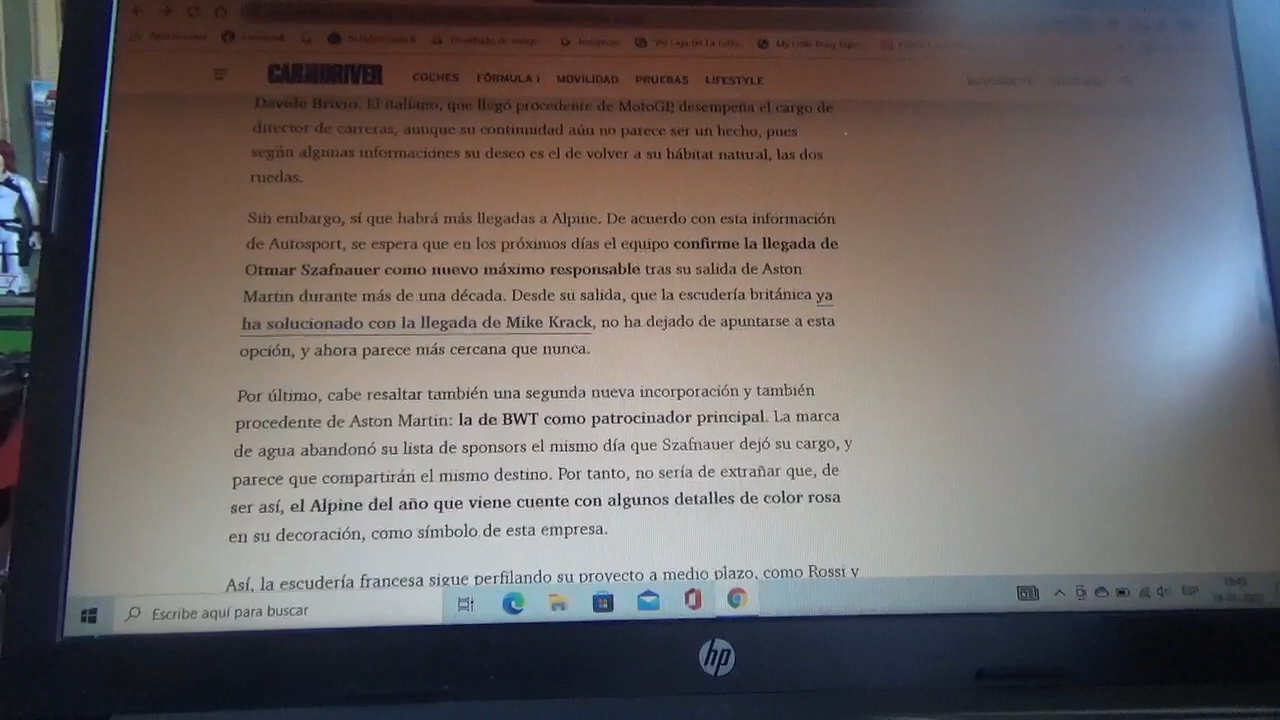 Facebook
CAR AND DRIVER COCHES FÓRMULA 1 MOVILIDAD PRUEBAS LIFESTYLE
Davide Brivio. El italiano, que llegó procedente de MotoGP, desempeña el cargo de
director de carreras, aunque su continuidad aún no parece ser un hecho, pues
según algunas informaciones su deseo es el de volver a su hábitat natural, las dos
ruedas.
Sin embargo, sí que habrá más llegadas a Alpine. De acuerdo con esta información
de Autosport, se espera que en los próximos días el equipo confirme la llegada de
Otmar Szafnauer como nuevo máximo responsable tras su salida de Aston
Martin durante más de una década. Desde su salida, que la escudería británica ya
ha solucionado con la llegada de Mike Krack, no ha dejado de apuntarse a esta
opción, y ahora parece más cercana que nunca.
Por último, cabe resaltar también una segunda nueva incorporación y también
procedente de Aston Martin: la de BWT como patrocinador principal. La marca
de agua abandonó su lista de sponsors el mismo día que Szafnauer dejó su cargo, y
parece que compartirán el mismo destino. Por tanto, no sería de extrañar que, de
ser así, el Alpine del año que viene cuente con algunos detalles de color rosa
en su decoración, como símbolo de esta empresa.
Así, la escudería francesa sigue perfilando su proyecto a medio plazo, como Rossi y
Escribe aquí para buscar
ESP
hp